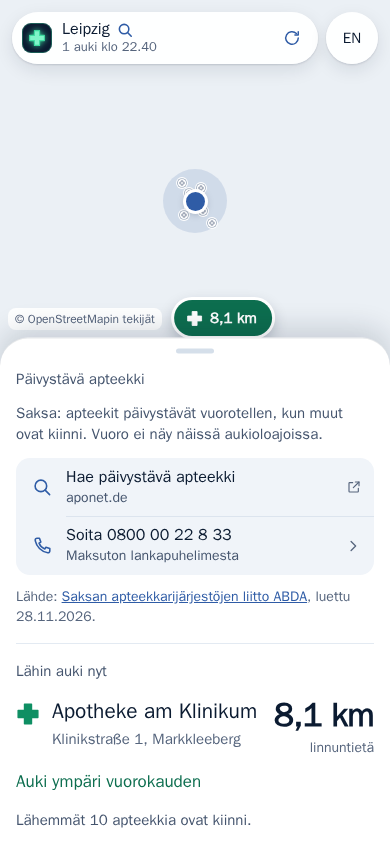 Leipzig
1 auki klo 22.40
EN
© OpenStreetMapin tekijät
8,1 km
Päivystävä apteekki
Saksa: apteekit päivystävät vuorotellen, kun muut
ovat kiinni. Vuoro ei näy näissä aukioloajoissa.
Hae päivystävä apteekki
aponet.de
Soita 0800 00 22 8 33
Maksuton lankapuhelimesta
Lähde: Saksan apteekkarijärjestöjen liitto ABDA, luettu
28.11.2026.
Lähin auki nyt
Apotheke am Klinikum
8,1 km
Klinikstraße 1, Markkleeberg
linnuntietä
Auki ympäri vuorokauden
Lähemmät 10 apteekkia ovat kiinni.